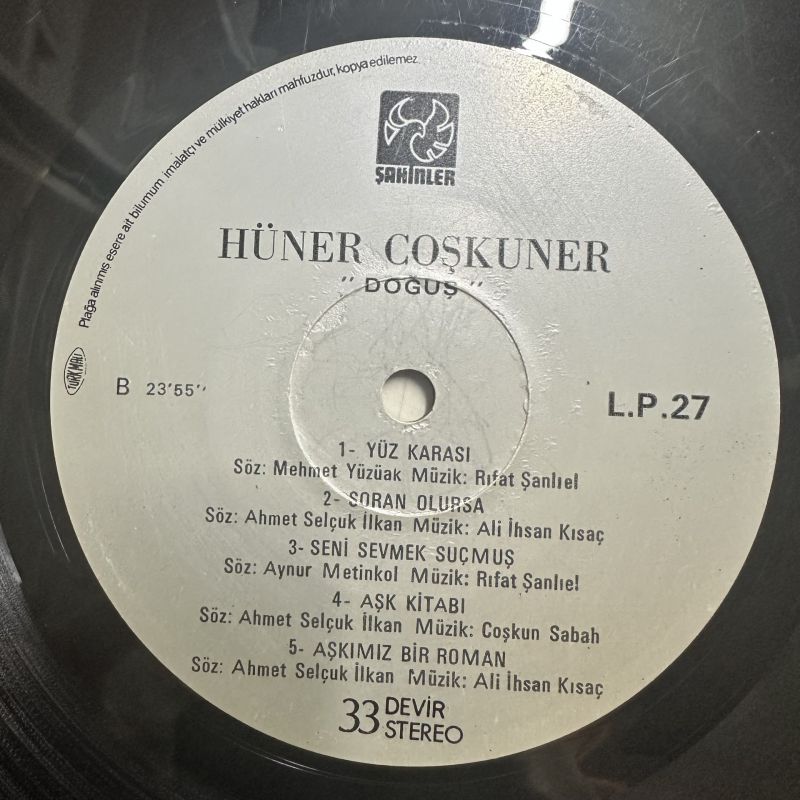 Plağa alınmış esere ait bilumum imalatçı ve mülkiyet hakları mahfuzdur, kopya edilemez
ŞAHİNLER
HÜNER COŞKUNER
" DOĞUŞ "
TÜRK MALI
B 23'55''
L.P.27
1- YÜZ KARASI
Söz: Mehmet Yüzüak Müzik: Rıfat Şanlıel
2- SORAN OLURSA
Söz: Ahmet Selçuk İlkan Müzik: Ali İhsan Kısaç
3- SENİ SEVMEK SUÇMUŞ
Söz: Aynur Metinkol Müzik: Rıfat Şanlıel
4- AŞK KİTABI
Söz: Ahmet Selçuk İlkan Müzik: Coşkun Sabah
5- AŞKIMIZ BİR ROMAN
Söz: Ahmet Selçuk İlkan Müzik: Ali İhsan Kısaç
33 DEVİR
STEREO